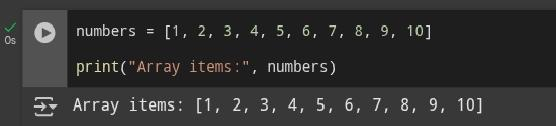 numbers = [1, 2, 3, 4, 5, 6, 7, 8, 9, 10]
0s
print("Array items:", numbers)
Array items: [1, 2, 3, 4, 5, 6, 7, 8, 9, 10]